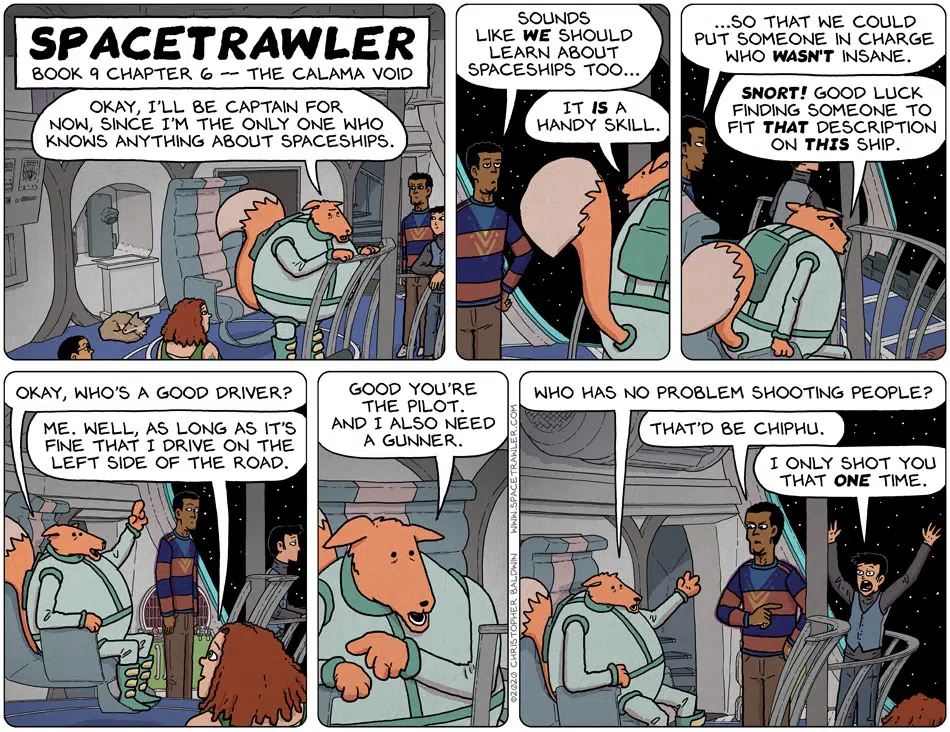 SPACETRAWLER
BOOK 9 CHAPTER 6 -- THE CALAMA VOID
OKAY, I'LL BE CAPTAIN FOR
NOW, SINCE I'M THE ONLY ONE WHO
KNOWS ANYTHING ABOUT SPACESHIPS.
SOUNDS
LIKE WE SHOULD
LEARN ABOUT
SPACESHIPS TOO...
IT IS A
HANDY SKILL.
...SO THAT WE COULD
PUT SOMEONE IN CHARGE
WHO WASN'T INSANE.
SNORT! GOOD LUCK
FINDING SOMEONE TO
FIT THAT DESCRIPTION
ON THIS SHIP.
OKAY, WHO'S A GOOD DRIVER?
ME. WELL, AS LONG AS IT'S
FINE THAT I DRIVE ON THE
LEFT SIDE OF THE ROAD.
GOOD YOU'RE
THE PILOT.
AND I ALSO NEED
A GUNNER.
©2020 CHRISTOPHER BALDWIN WWW.SPACETRAWLER.COM
WHO HAS NO PROBLEM SHOOTING PEOPLE?
THAT'D BE CHIPHU.
I ONLY SHOT YOU
THAT ONE TIME.